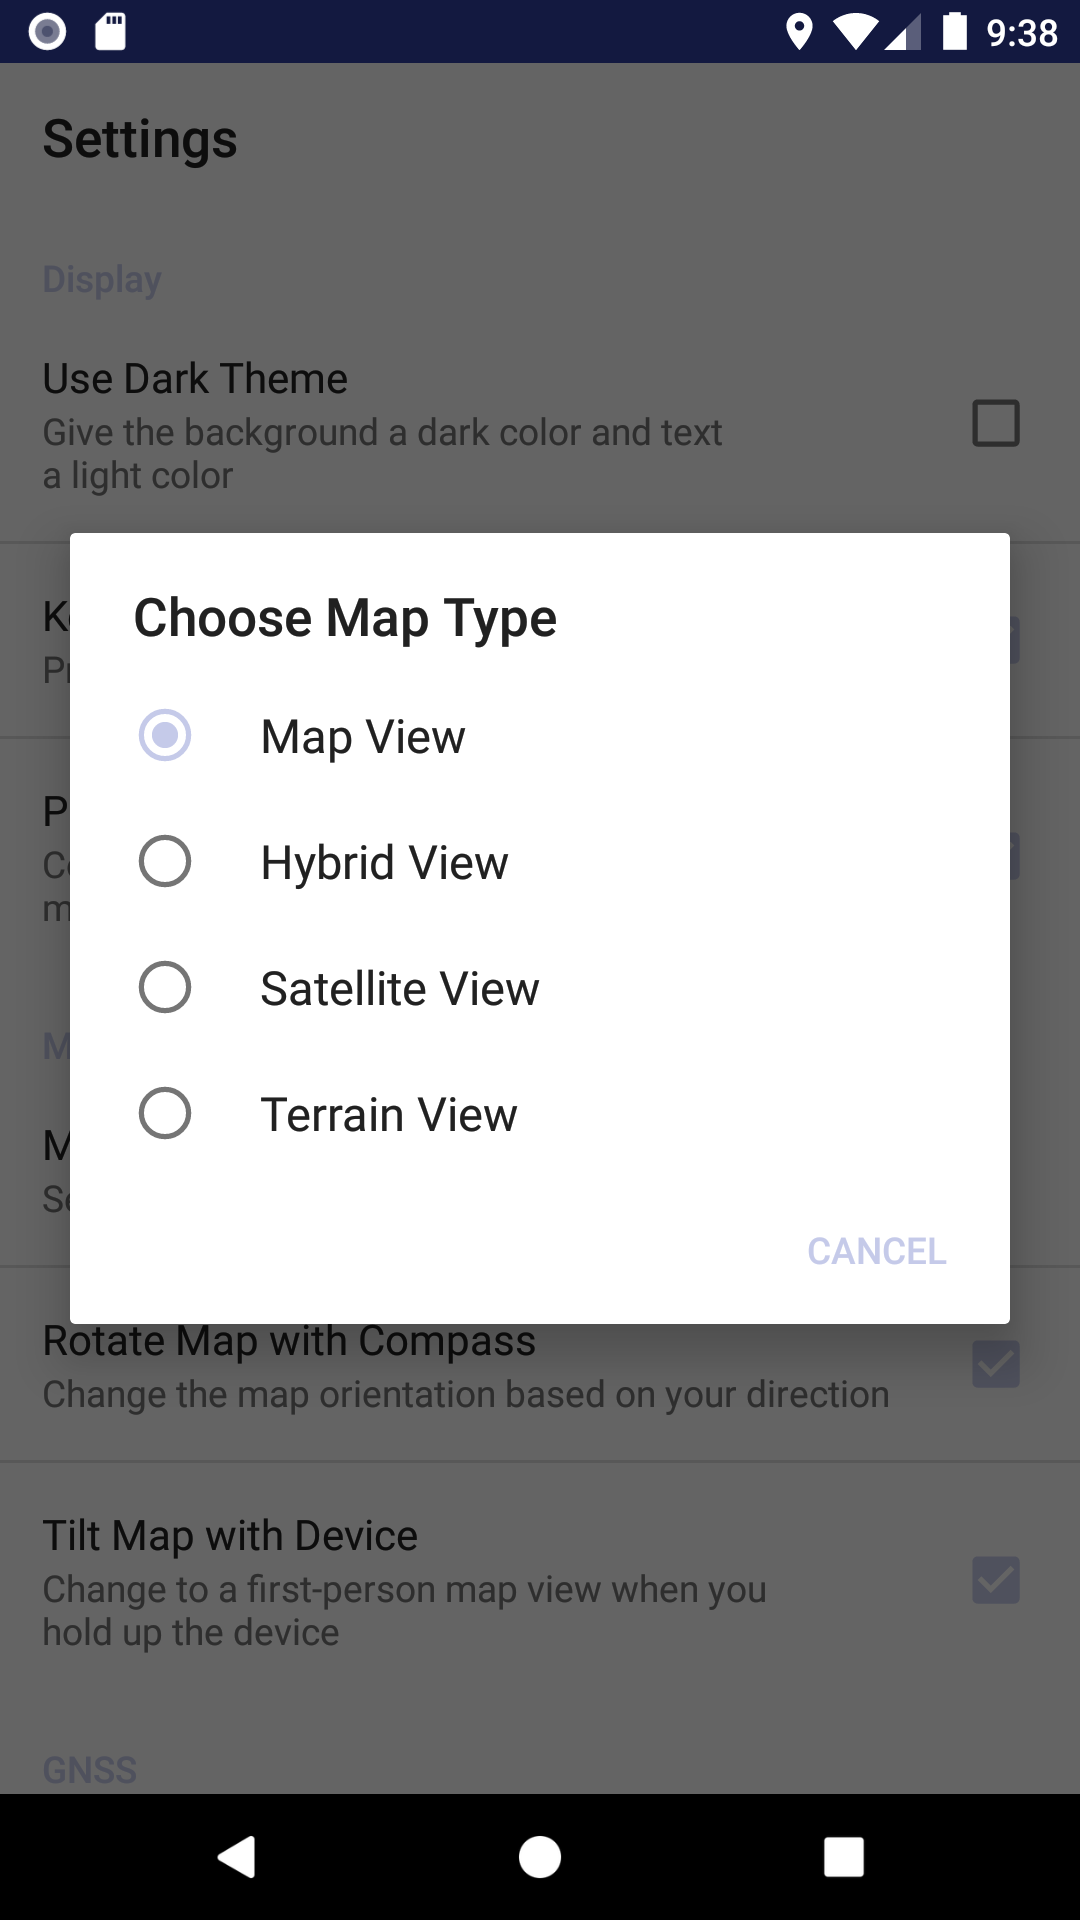 9:38
Settings
Display
Use Dark Theme
Give the background a dark color and text
a light color
Choose Map Type
Map View
Hybrid View
Satellite View
Terrain View
CANCEL
Rotate Map with Compass
Change the map orientation based on your direction
Tilt Map with Device
Change to a first-person map view when you
hold up the device
GNSS